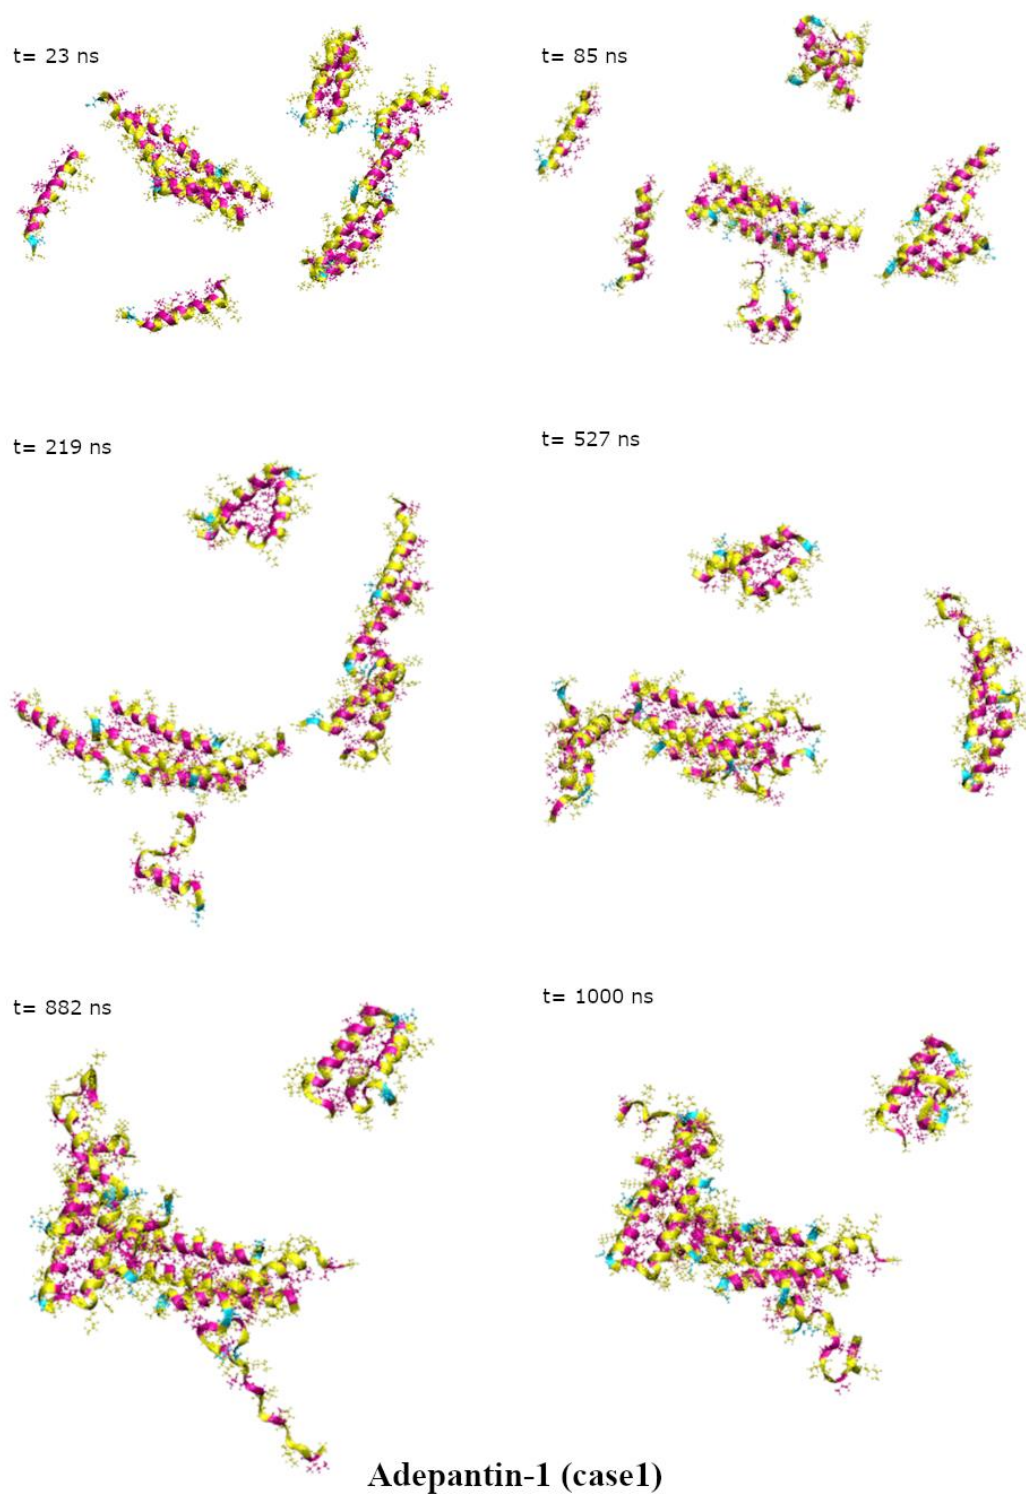 t= 23 ns
t= 85 ns
t= 219 ns
t= 527 ns
t= 882 ns
t= 1000 ns
Adepantin-1 (case1)